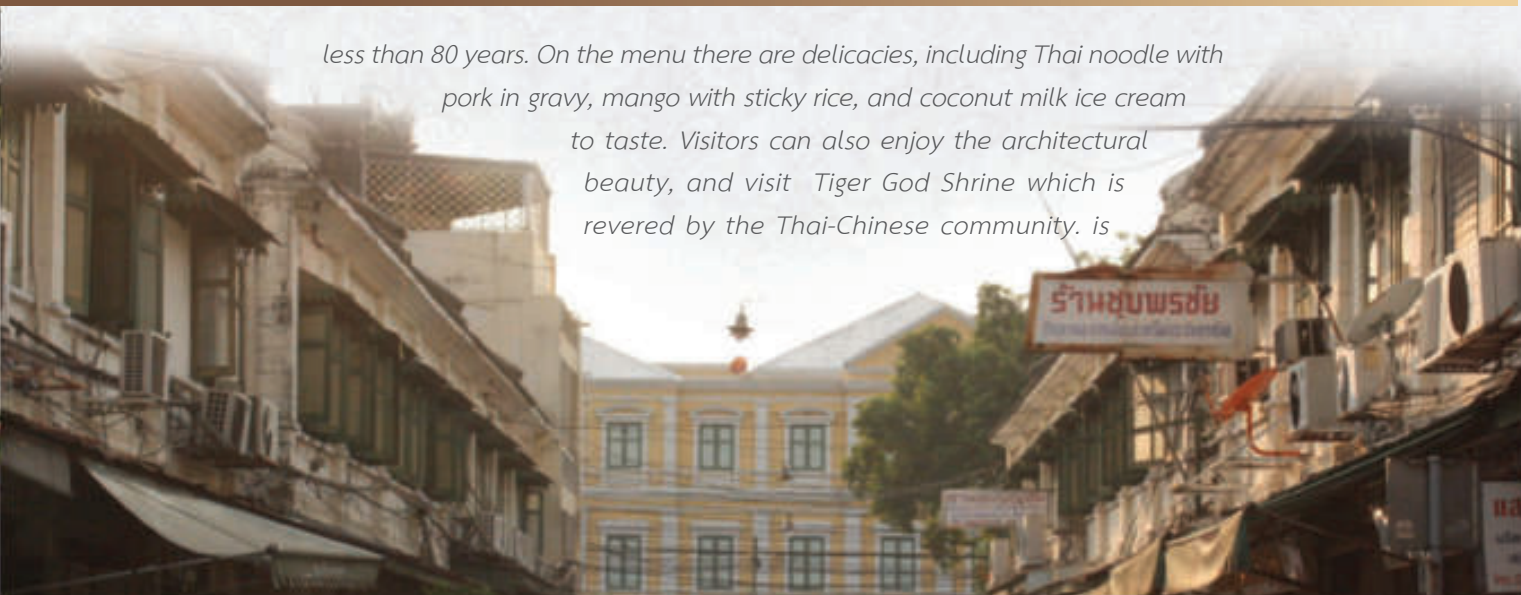 less than 80 years. On the menu there are delicacies, including Thai noodle with
pork in gravy, mango with sticky rice, and coconut milk ice cream
to taste. Visitors can also enjoy the architectural
beauty, and visit Tiger God Shrine which is
revered by the Thai-Chinese community. is
ร้านชุบพรชัย